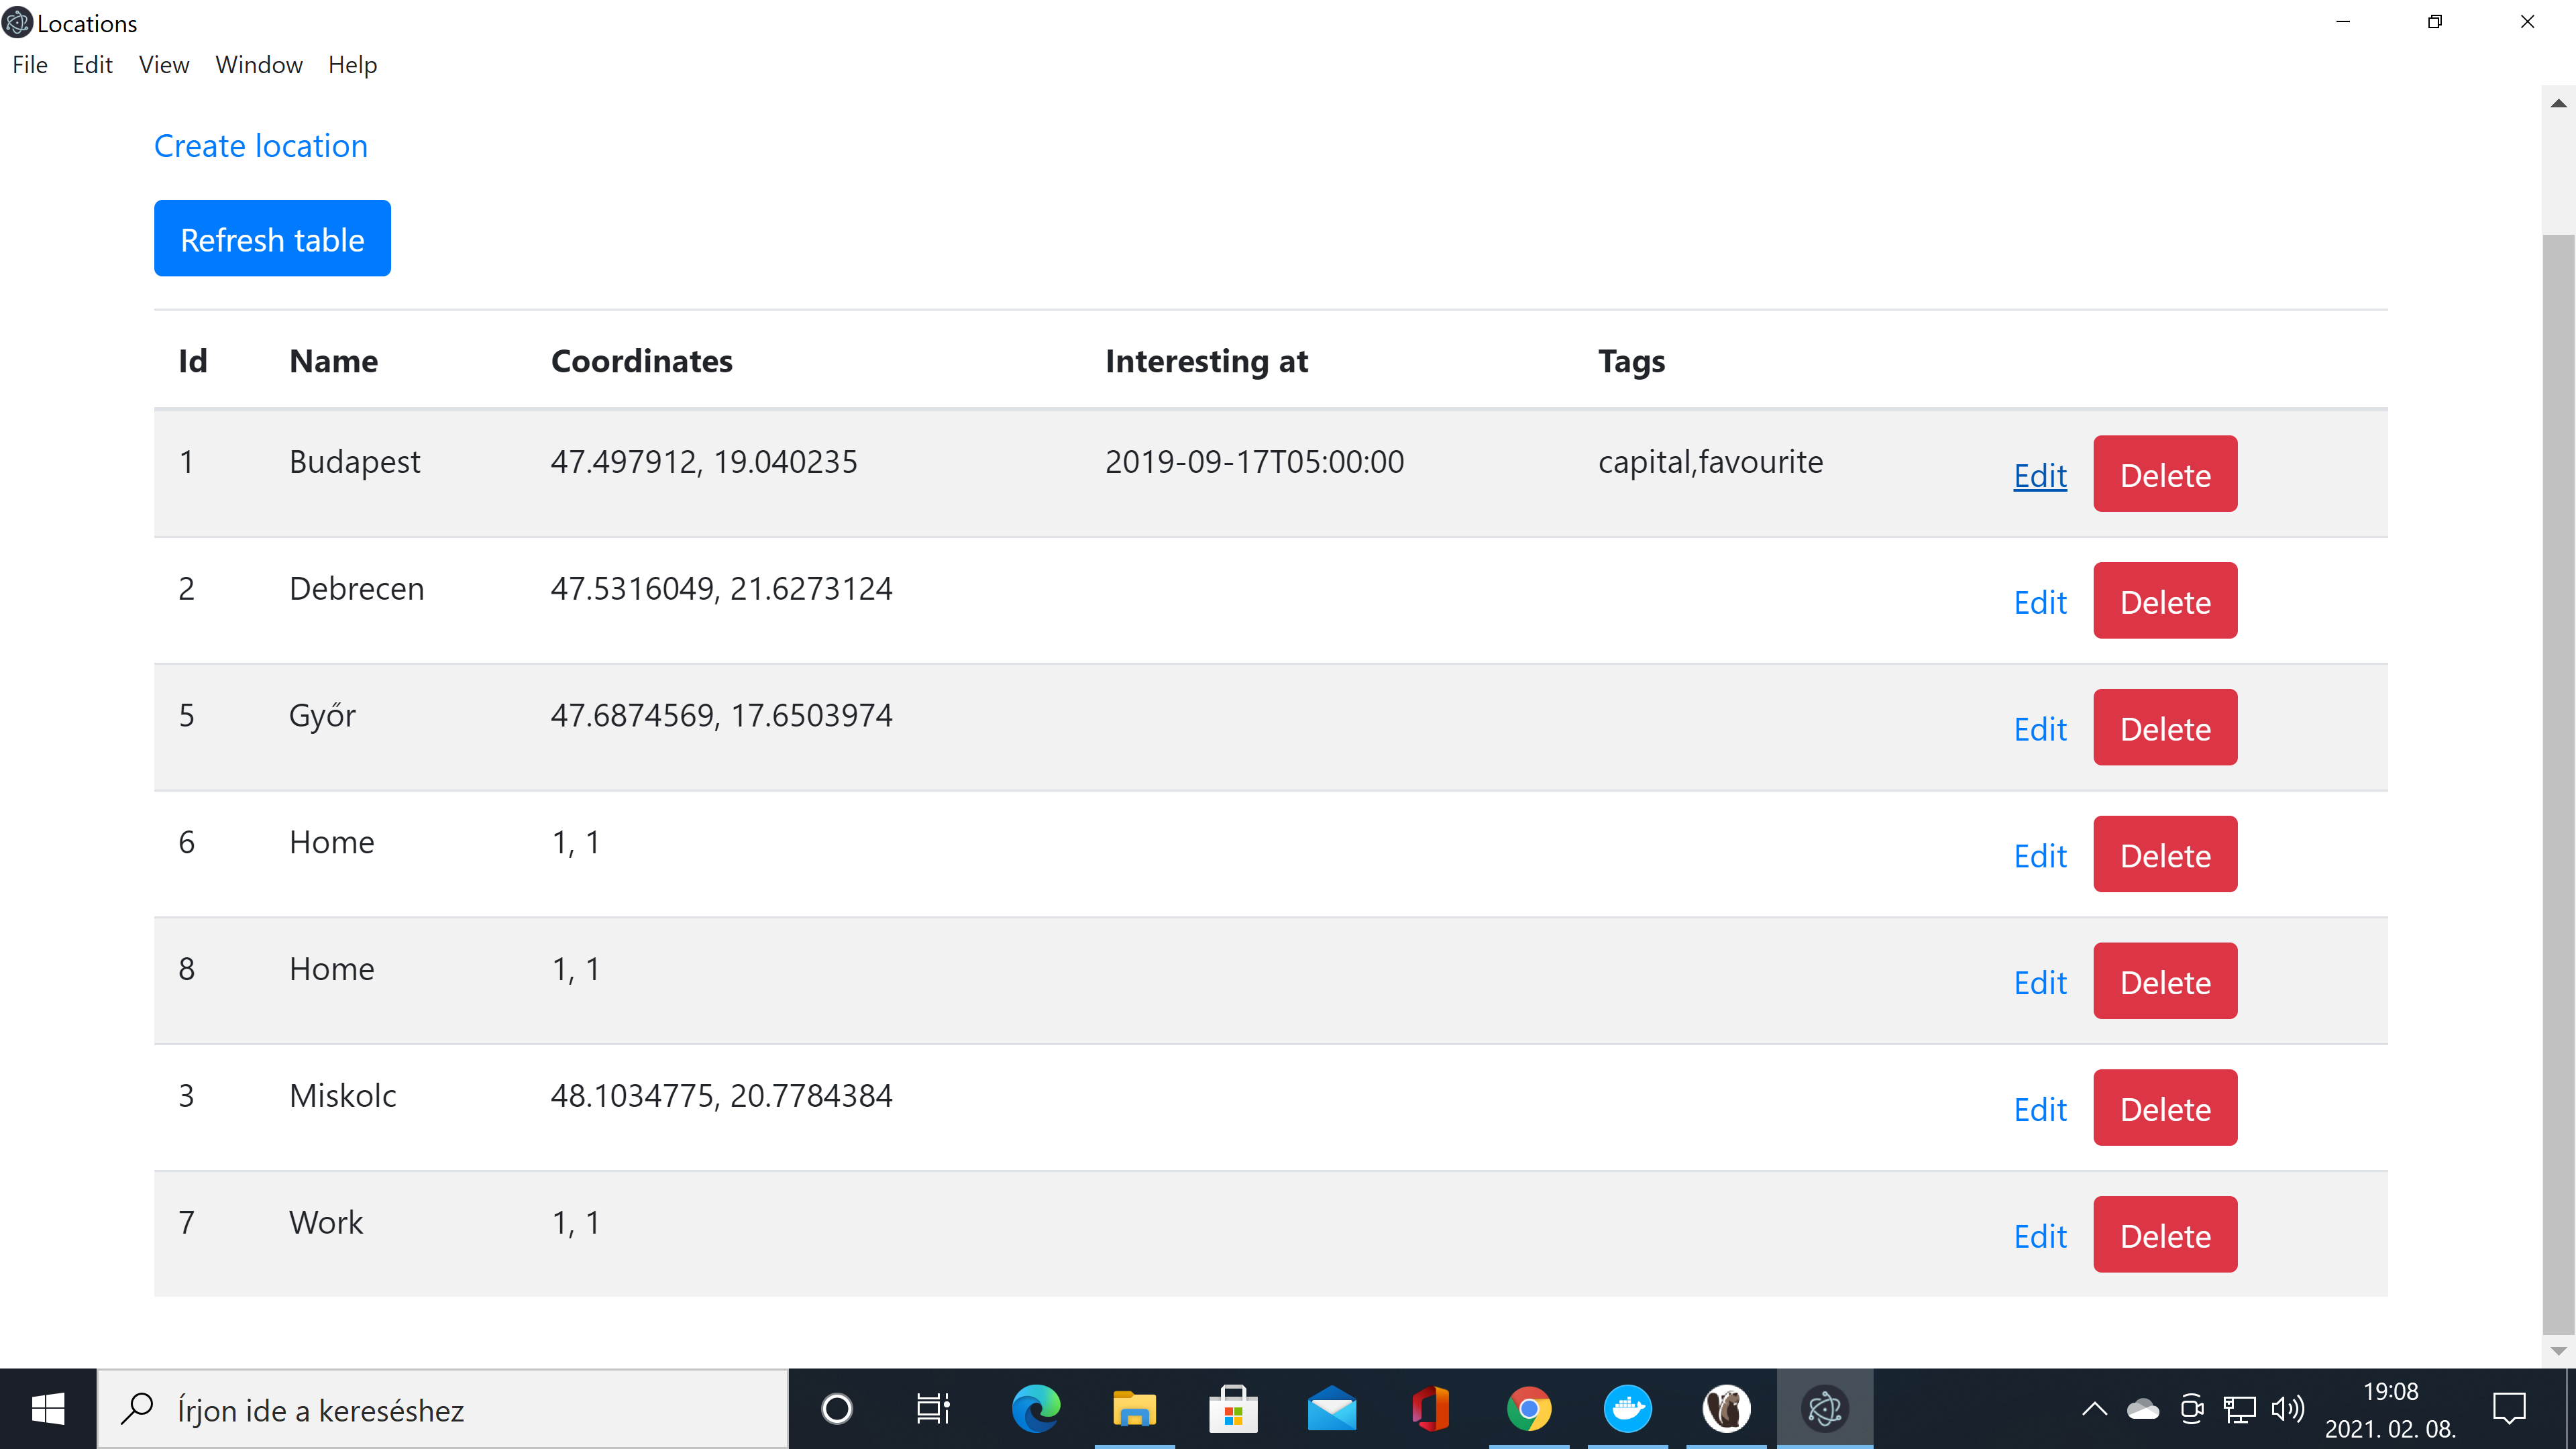 Locations
File Edit View Window Help
Create location
Refresh table
Id Name Coordinates Interesting at Tags
1 Budapest 47.497912, 19.040235 2019-09-17T05:00:00 capital,favourite Edit Delete
2 Debrecen 47.5316049, 21.6273124 Edit Delete
5 Győr 47.6874569, 17.6503974 Edit Delete
6 Home 1, 1 Edit Delete
8 Home 1, 1 Edit Delete
3 Miskolc 48.1034775, 20.7784384 Edit Delete
7 Work 1, 1 Edit Delete
Írjon ide a kereséshez
19:08
2021. 02. 08.